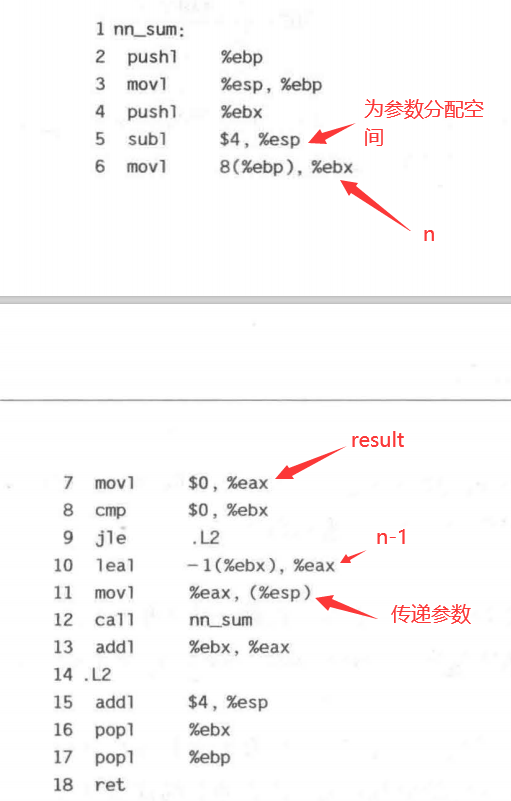 1 nn_sum:
2 pushl %ebp
3 movl %esp, %ebp
4 pushl %ebx
为参数分配空
5 subl $4, %esp
间
6 movl 8(%ebp), %ebx
n
result
7 movl $0, %eax
8 cmp $0, %ebx
9 jle .L2
n-1
10 leal -1(%ebx), %eax
11 movl %eax, (%esp)
传递参数
12 call nn_sum
13 addl %ebx, %eax
14 .L2
15 addl $4, %esp
16 popl %ebx
17 popl %ebp
18 ret